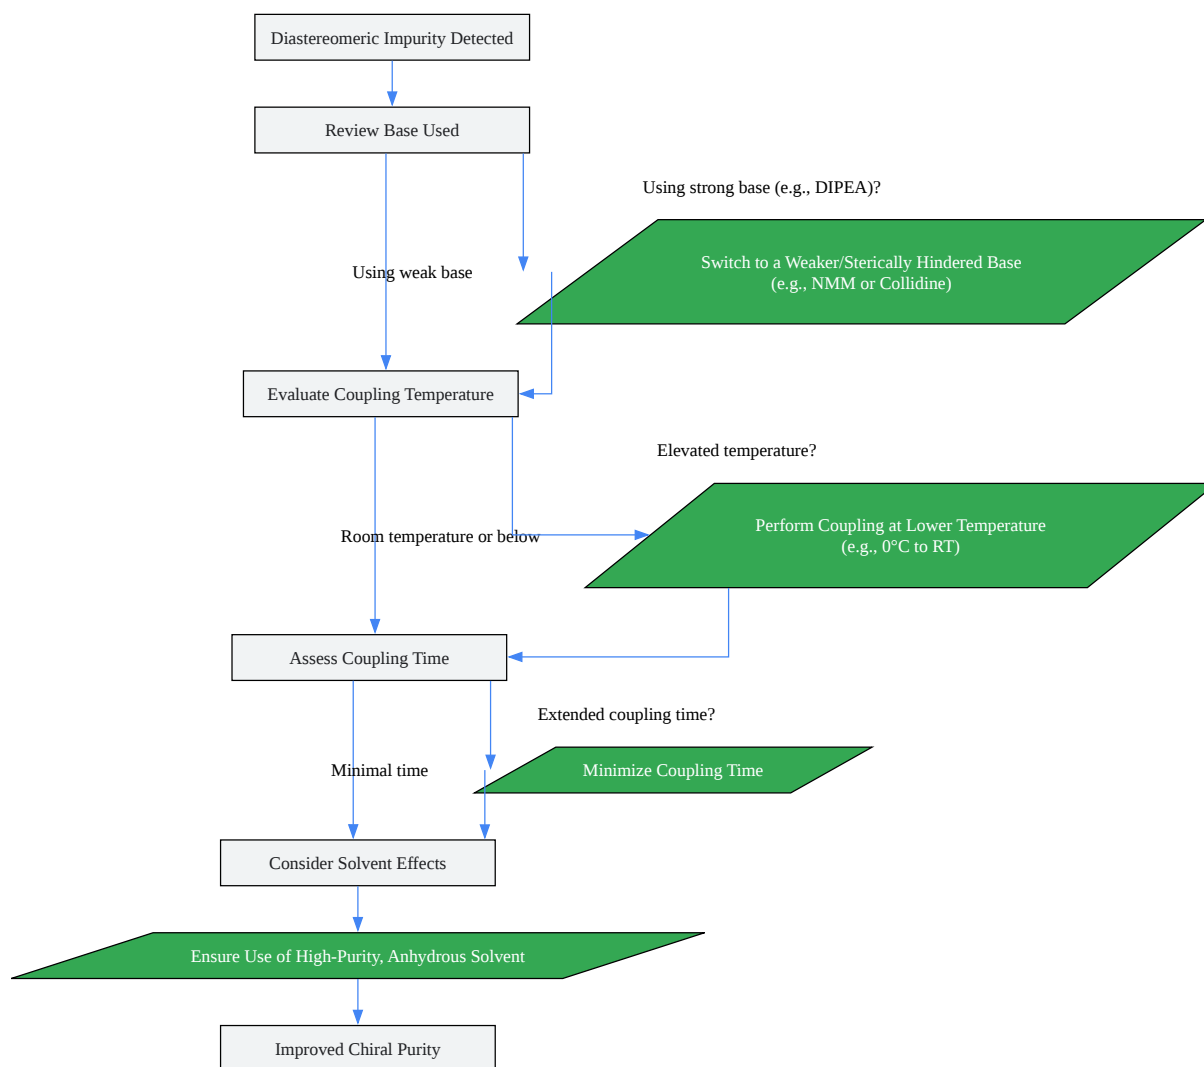 Diastereomeric Impurity Detected
Review Base Used
Using strong base (e.g., DIPEA)?
Switch to a Weaker/Sterically Hindered Base
(e.g., NMM or Collidine)
Using weak base
Evaluate Coupling Temperature
Elevated temperature?
Perform Coupling at Lower Temperature
(e.g., 0°C to RT)
Room temperature or below
Assess Coupling Time
Extended coupling time?
Minimal time
Minimize Coupling Time
Consider Solvent Effects
Ensure Use of High-Purity, Anhydrous Solvent
Improved Chiral Purity